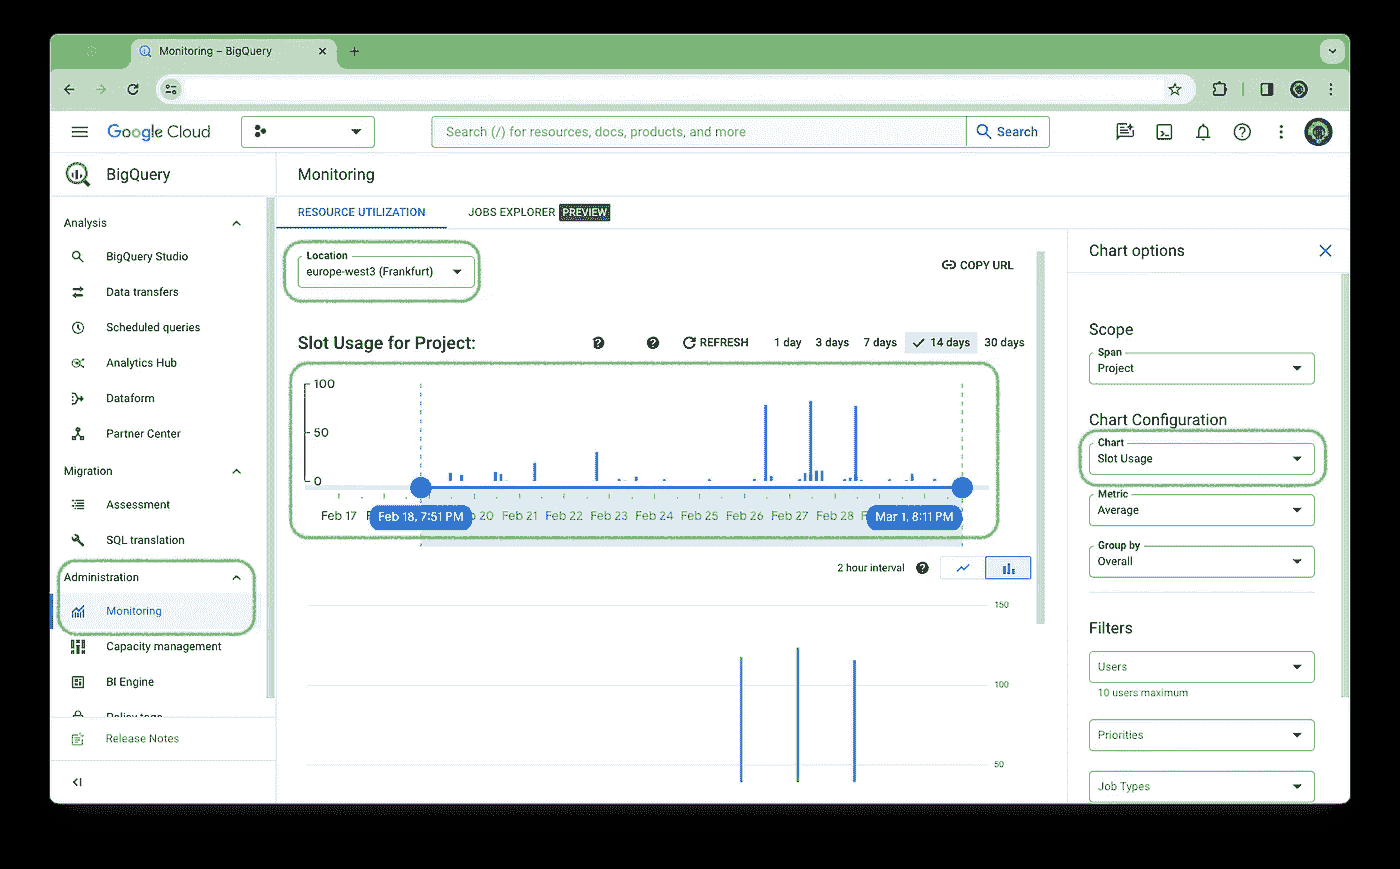 Monitoring – BigQuery
Google Cloud
Search (/) for resources, docs, products, and more
Search
BigQuery
Monitoring
Analysis
BigQuery Studio
Data transfers
Scheduled queries
Analytics Hub
Dataform
Partner Center
Migration
Assessment
SQL translation
Administration
Monitoring
Capacity management
BI Engine
Policy tags
Release Notes
RESOURCE UTILIZATION
JOBS EXPLORER PREVIEW
Location
europe-west3 (Frankfurt)
COPY URL
Slot Usage for Project:
REFRESH
1 day
3 days
7 days
14 days
30 days
100
50
0
Feb 17
Feb 18, 7:51 PM
20
Feb 21
Feb 22
Feb 23
Feb 24
Feb 25
Feb 26
Feb 27
Feb 28
Mar 1, 8:11 PM
2 hour interval
150
100
50
Chart options
Scope
Span
Project
Chart Configuration
Chart
Slot Usage
Metric
Average
Group by
Overall
Filters
Users
10 users maximum
Priorities
Job Types